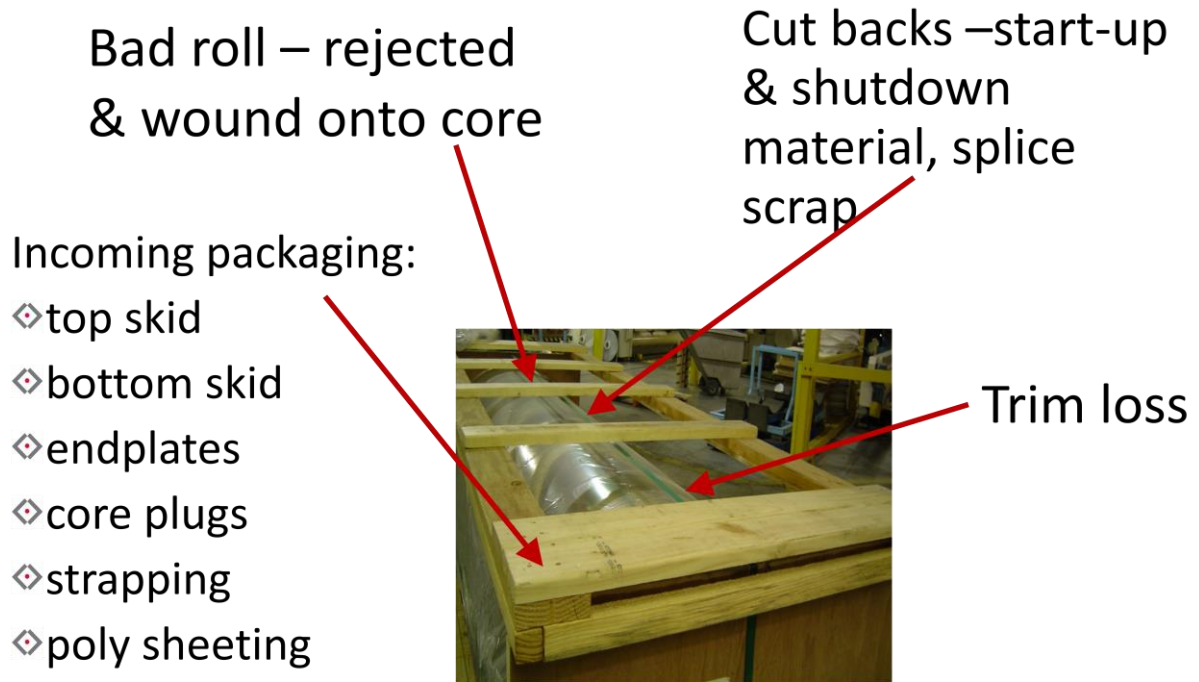 Bad roll – rejected
& wound onto core
Cut backs –start-up
& shutdown
material, splice
scrap
Incoming packaging:
top skid
bottom skid
endplates
core plugs
strapping
poly sheeting
Trim loss